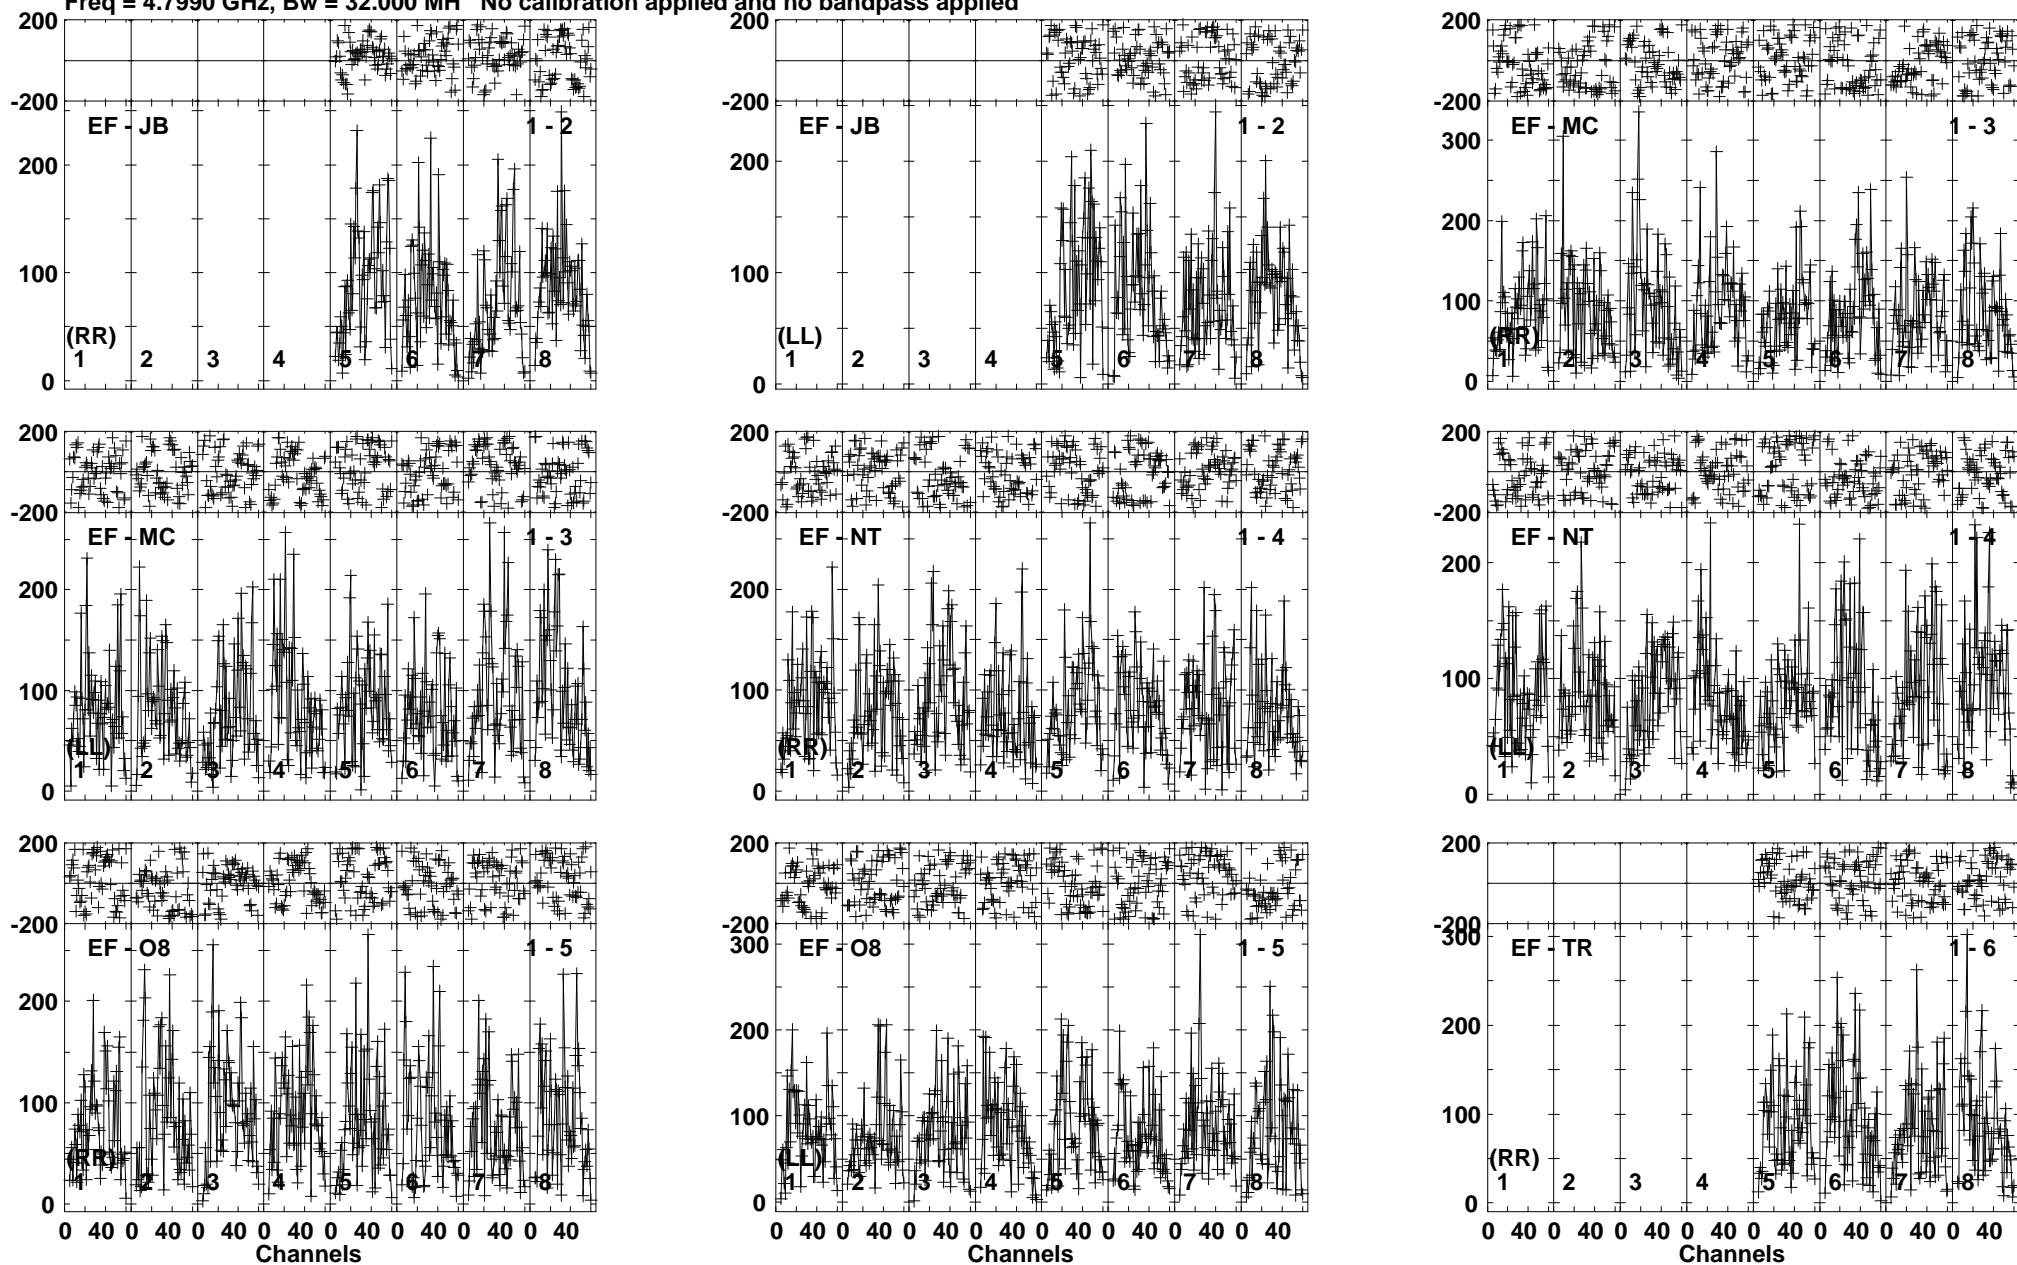 Freq = 4.7990 GHz, Bw = 32.000 MH No calibration applied and no bandpass applied
200 200 200
-200 -200 -200
EF - JB 1 - 2 EF - JB 1 - 2 EF - MC 1 - 3
300
200 200 200
100 100 100
(RR) (LL) (RR)
1 2 3 4 5 6 7 8 1 2 3 4 5 6 7 8 1 2 3 4 5 6 7 8
0 0 0
200 200 200
-200 -200 -200
EF - MC 1 - 3 EF - NT 1 - 4 EF - NT 1 - 4
200 200 200
100 100 100
(LL) (RR) (LL)
1 2 3 4 5 6 7 8 1 2 3 4 5 6 7 8 1 2 3 4 5 6 7 8
0 0 0
200 200 200
-200 -200 -200
300 300
EF - O8 1 - 5 EF - O8 1 - 5 EF - TR 1 - 6
200 200 200
100 100 100
(RR) (LL) (RR)
1 2 3 4 5 6 7 8 1 2 3 4 5 6 7 8 1 2 3 4 5 6 7 8
0 0 0
0 40 0 40 0 40 0 40 0 40 0 40 0 40 0 40 0 40 0 40 0 40 0 40 0 40 0 40 0 40 0 40 0 40 0 40 0 40 0 40 0 40 0 40 0 40 0 40
Channels Channels Channels